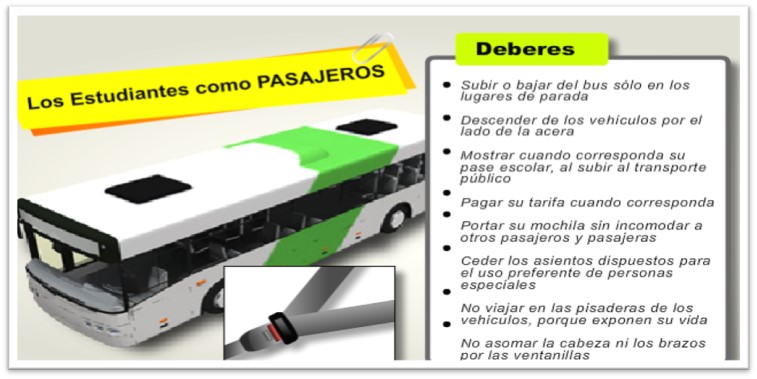 Los Estudiantes como PASAJEROS
Deberes
• Subir o bajar del bus sólo en los
lugares de parada
• Descender de los vehículos por el
lado de la acera
• Mostrar cuando corresponda su
pase escolar, al subir al transporte
público
• Pagar su tarifa cuando corresponda
• Portar su mochila sin incomodar a
otros pasajeros y pasajeras
• Ceder los asientos dispuestos para
el uso preferente de personas
especiales
• No viajar en las pisaderas de los
vehículos, porque exponen su vida
• No asomar la cabeza ni los brazos
por las ventanillas